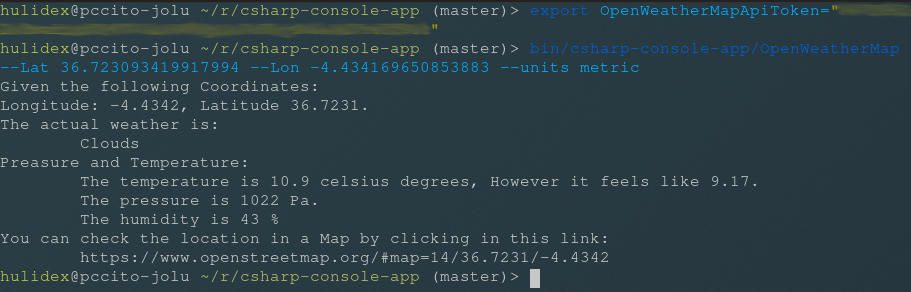 hulidex@pccito-jolu ~/r/csharp-console-app (master)> export OpenWeatherMapApiToken="
"
hulidex@pccito-jolu ~/r/csharp-console-app (master)> bin/csharp-console-app/OpenWeatherMap
--Lat 36.723093419917994 --Lon -4.434169650853883 --units metric
Given the following Coordinates:
Longitude: -4.4342, Latitude 36.7231.
The actual weather is:
Clouds
Preasure and Temperature:
The temperature is 10.9 celsius degrees, However it feels like 9.17.
The pressure is 1022 Pa.
The humidity is 43 %
You can check the location in a Map by clicking in this link:
https://www.openstreetmap.org/#map=14/36.7231/-4.4342
hulidex@pccito-jolu ~/r/csharp-console-app (master)>